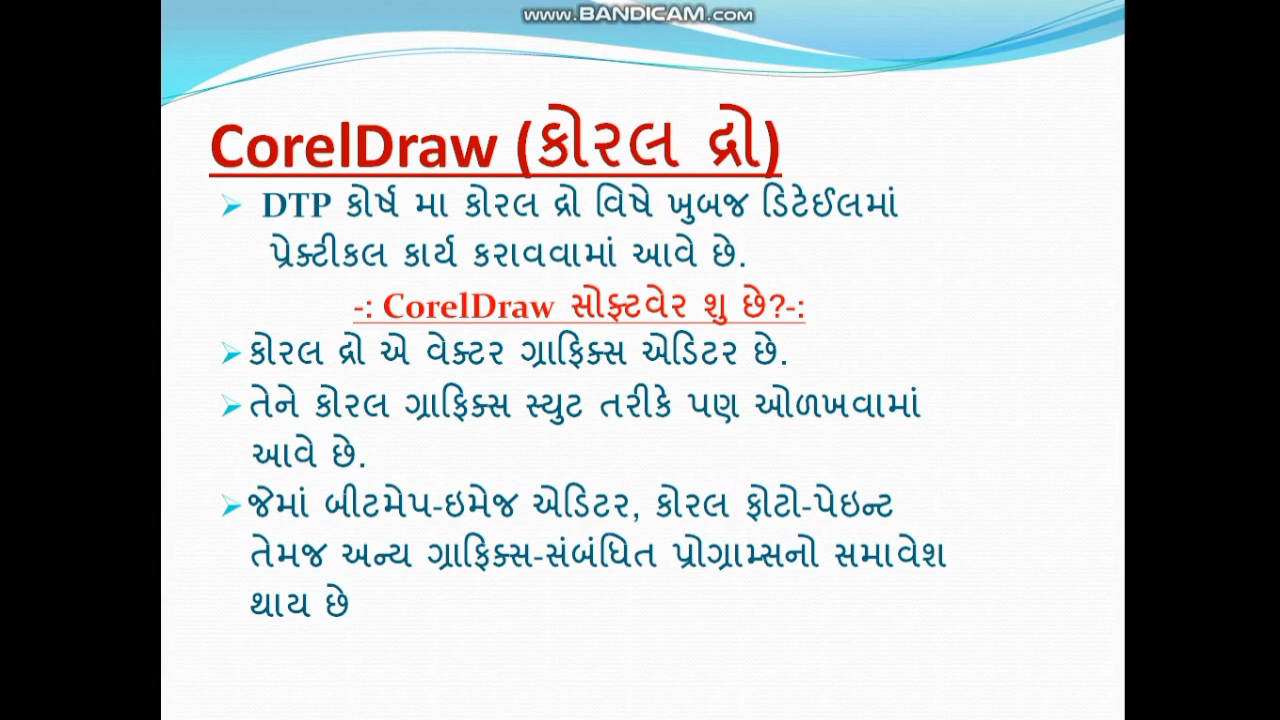 www.BANDICAM.com
CorelDraw (કોરલ દ્રો)
➢ DTP કોર્ષ મા કોરલ દ્રો વિષે ખુબજ ડિટેઈલમાં
પ્રેક્ટીકલ કાર્ય કરાવવામાં આવે છે.
-: CorelDraw સોફ્ટવેર શુ છે?-:
➢કોરલ દ્રો એ વેક્ટર ગ્રાફિક્સ એડિટર છે.
➢તેને કોરલ ગ્રાફિક્સ સ્યુટ તરીકે પણ ઓળખવામાં
આવે છે.
➢જેમાં બીટમેપ-ઇમેજ એડિટર, કોરલ ફોટો-પેઇન્ટ
તેમજ અન્ય ગ્રાફિક્સ-સંબંધિત પ્રોગ્રામ્સનો સમાવેશ
થાય છે